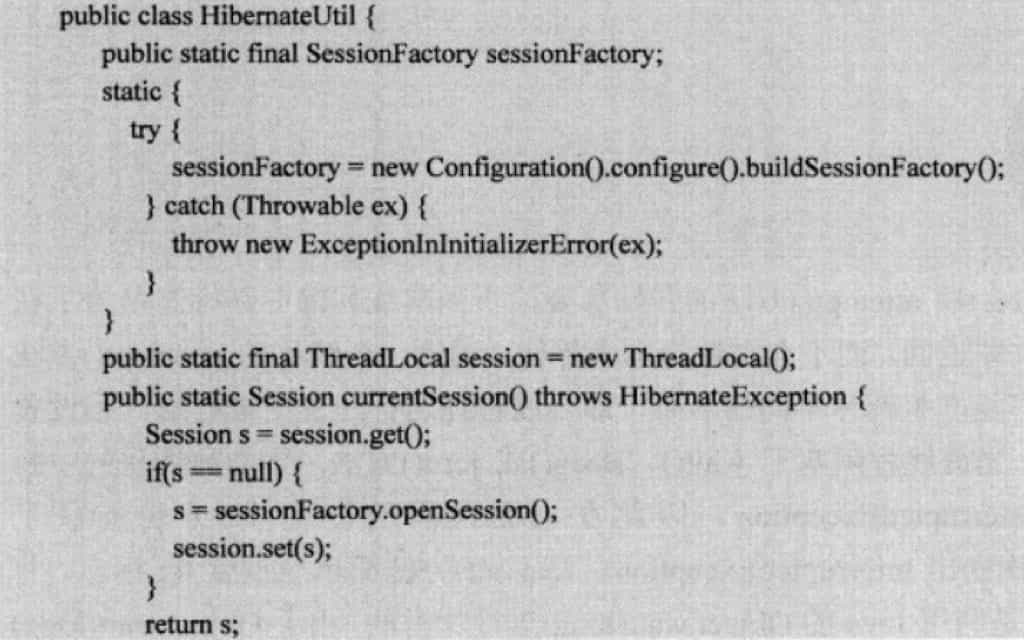 public class HibernateUtil {
public static final SessionFactory sessionFactory;
static {
try {
sessionFactory = new Configuration().configure().buildSessionFactory();
} catch (Throwable ex) {
throw new ExceptionInInitializerError(ex);
}
}
public static final ThreadLocal session = new ThreadLocal();
public static Session currentSession() throws HibernateException {
Session s = session.get();
if(s == null) {
s = sessionFactory.openSession();
session.set(s);
}
return s;